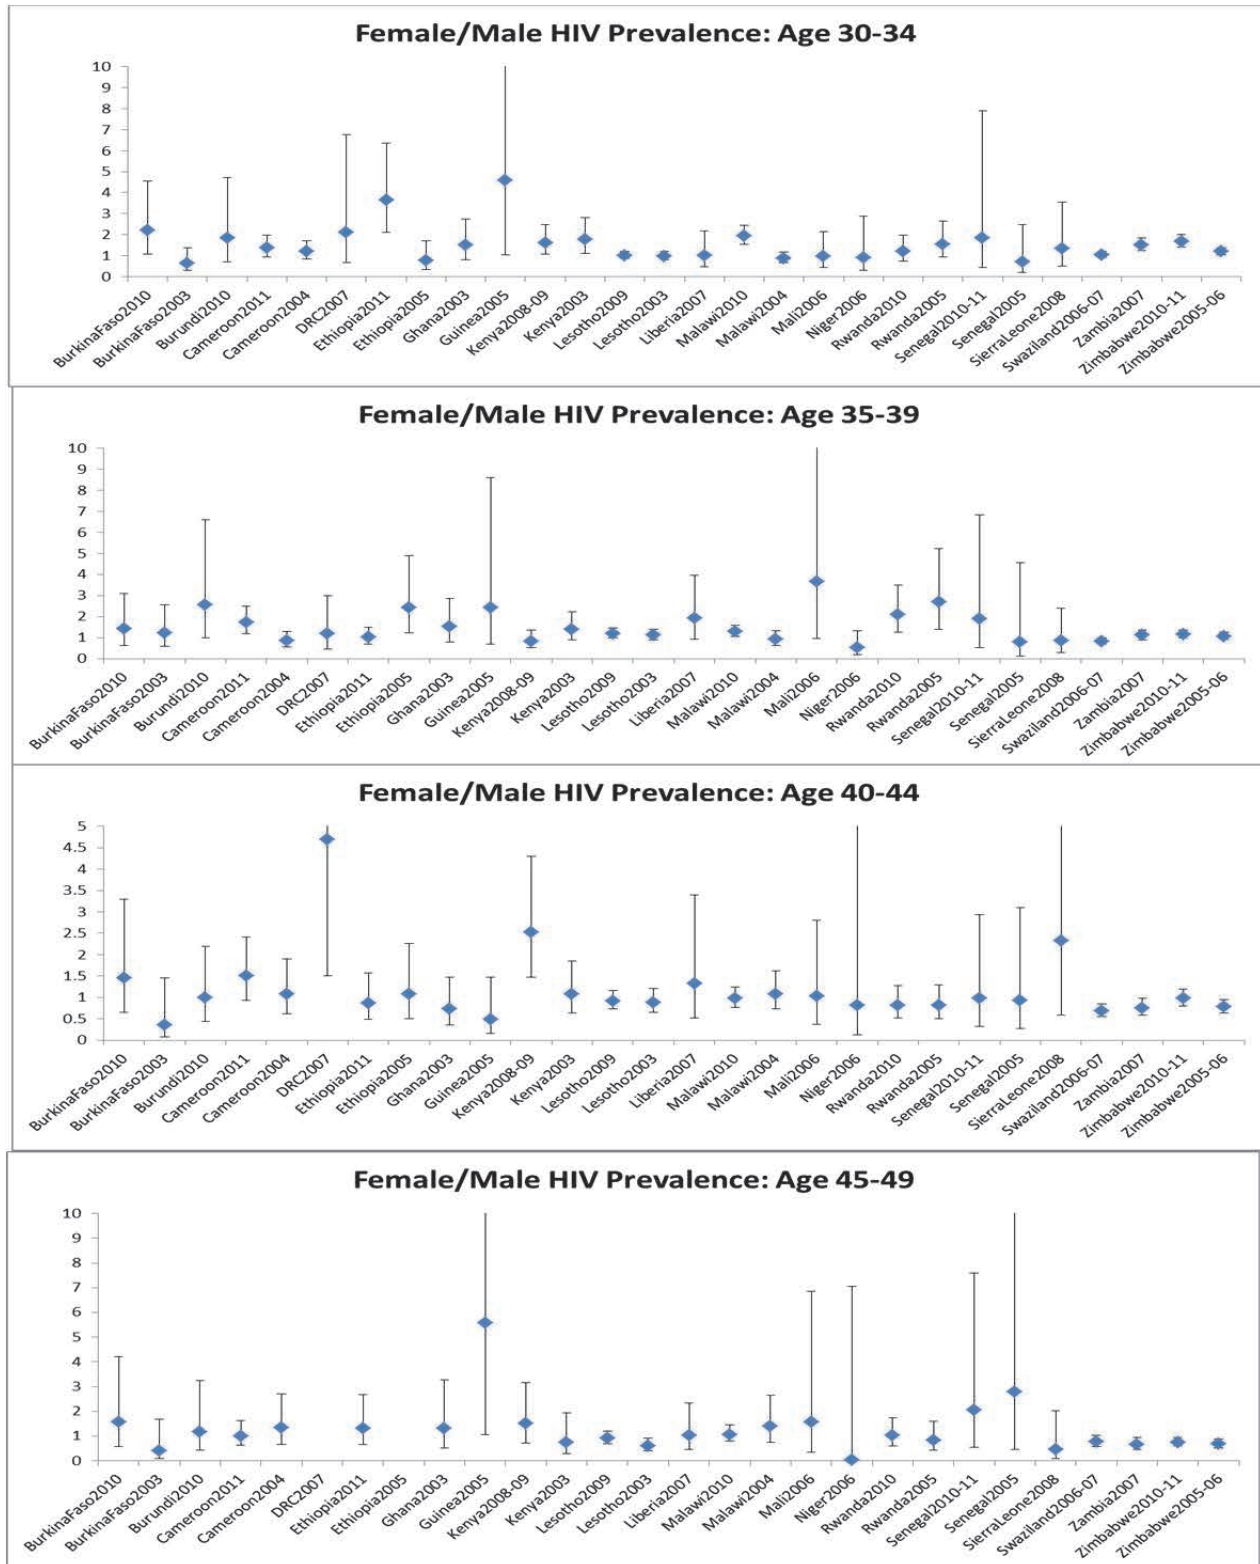 Female/Male HIV Prevalence: Age 30-34
10
9
8
7
6
5
4
3
2
1
0
BurkinaFaso2010
BurkinaFaso2003
Burundi2010
Cameroon2011
Cameroon2004
DRC2007
Ethiopia2011
Ethiopia2005
Ghana2003
Guinea2005
Kenya2008-09
Kenya2003
Lesotho2009
Lesotho2003
Liberia2007
Malawi2010
Malawi2004
Mali2006
Niger2006
Rwanda2010
Rwanda2005
Senegal2010-11
Senegal2005
SierraLeone2008
Swaziland2006-07
Zambia2007
Zimbabwe2010-11
Zimbabwe2005-06
Female/Male HIV Prevalence: Age 35-39
10
9
8
7
6
5
4
3
2
1
0
BurkinaFaso2010
BurkinaFaso2003
Burundi2010
Cameroon2011
Cameroon2004
DRC2007
Ethiopia2011
Ethiopia2005
Ghana2003
Guinea2005
Kenya2008-09
Kenya2003
Lesotho2009
Lesotho2003
Liberia2007
Malawi2010
Malawi2004
Mali2006
Niger2006
Rwanda2010
Rwanda2005
Senegal2010-11
Senegal2005
SierraLeone2008
Swaziland2006-07
Zambia2007
Zimbabwe2010-11
Zimbabwe2005-06
Female/Male HIV Prevalence: Age 40-44
5
4.5
4
3.5
3
2.5
2
1.5
1
0.5
0
BurkinaFaso2010
BurkinaFaso2003
Burundi2010
Cameroon2011
Cameroon2004
DRC2007
Ethiopia2011
Ethiopia2005
Ghana2003
Guinea2005
Kenya2008-09
Kenya2003
Lesotho2009
Lesotho2003
Liberia2007
Malawi2010
Malawi2004
Mali2006
Niger2006
Rwanda2010
Rwanda2005
Senegal2010-11
Senegal2005
SierraLeone2008
Swaziland2006-07
Zambia2007
Zimbabwe2010-11
Zimbabwe2005-06
Female/Male HIV Prevalence: Age 45-49
10
9
8
7
6
5
4
3
2
1
0
BurkinaFaso2010
BurkinaFaso2003
Burundi2010
Cameroon2011
Cameroon2004
DRC2007
Ethiopia2011
Ethiopia2005
Ghana2003
Guinea2005
Kenya2008-09
Kenya2003
Lesotho2009
Lesotho2003
Liberia2007
Malawi2010
Malawi2004
Mali2006
Niger2006
Rwanda2010
Rwanda2005
Senegal2010-11
Senegal2005
SierraLeone2008
Swaziland2006-07
Zambia2007
Zimbabwe2010-11
Zimbabwe2005-06